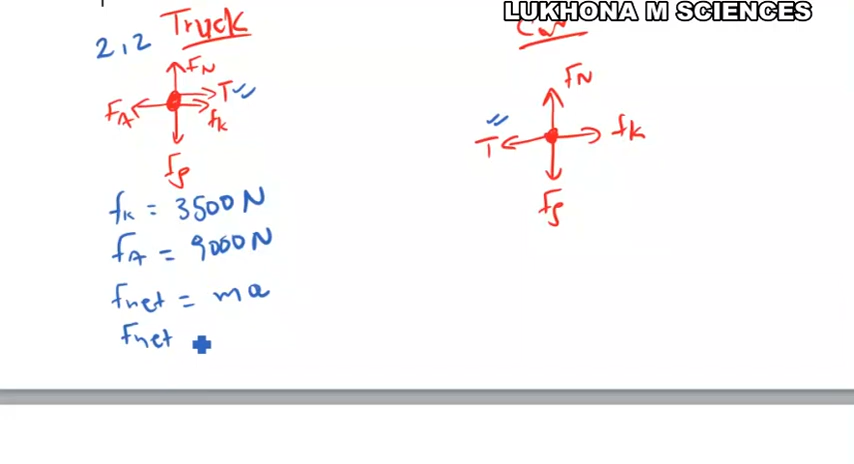 LUKHONA M SCIENCES
2,2 Truck
FN
FA T
fk
Fg
fk = 3500 N
fA = 9000 N
Fnet = ma
Fnet
FN
T fk
Fg